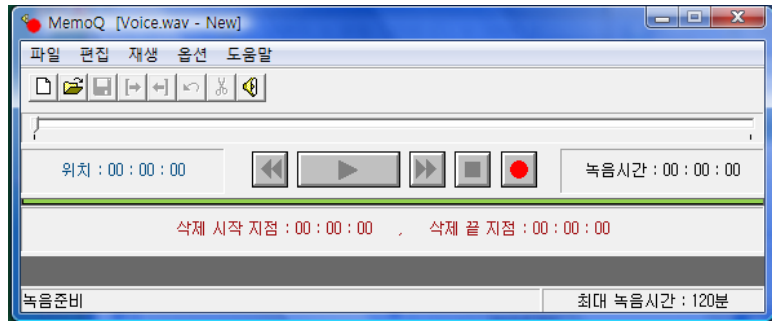 MemoQ [Voice.wav - New]
파일 편집 재생 옵션 도움말
위치 : 00 : 00 : 00
녹음시간 : 00 : 00 : 00
삭제 시작 지점 : 00 : 00 : 00 , 삭제 끝 지점 : 00 : 00 : 00
녹음준비
최대 녹음시간 : 120분